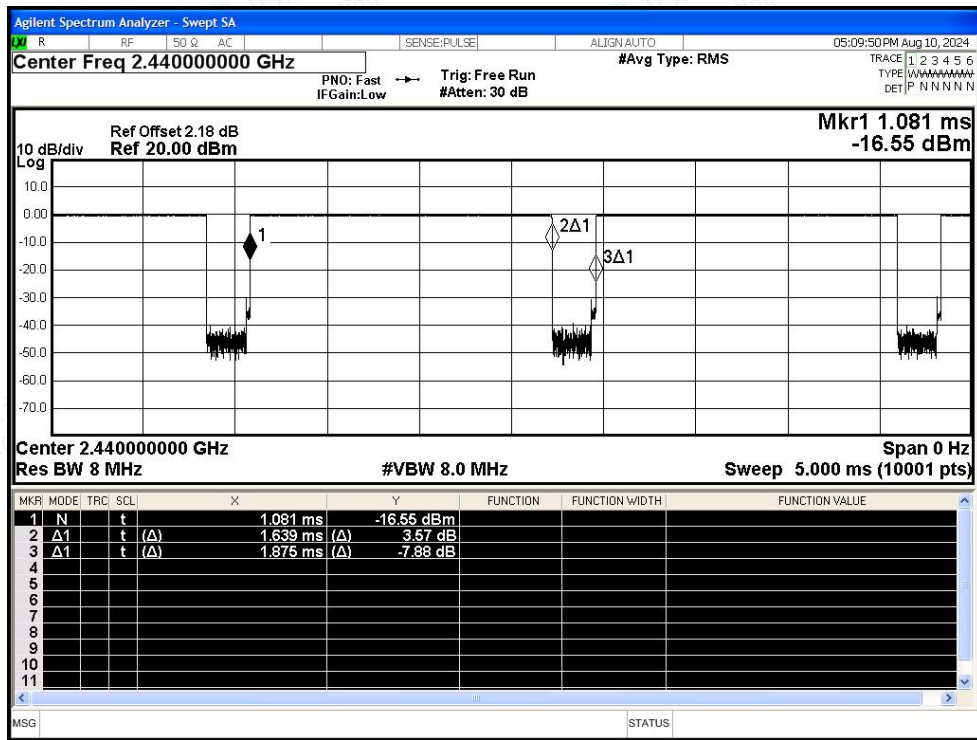 Agilent Spectrum Analyzer - Swept SA
LXI R RF 50 Ω AC SENSE:PULSE ALIGN AUTO 05:09:50 PM Aug 10, 2024
Center Freq 2.440000000 GHz
PNO: Fast
IFGain:Low
Trig: Free Run
#Atten: 30 dB
#Avg Type: RMS
TRACE 1 2 3 4 5 6
TYPE WWWWWW
DET P N N N N N
Mkr1 1.081 ms
-16.55 dBm
10 dB/div
Log
Ref Offset 2.18 dB
Ref 20.00 dBm
10.0
0.00
-10.0
-20.0
-30.0
-40.0
-50.0
-60.0
-70.0
1
2Δ1
3Δ1
Center 2.440000000 GHz Span 0 Hz
Res BW 8 MHz #VBW 8.0 MHz Sweep 5.000 ms (10001 pts)
MKR MODE TRC SCL X Y FUNCTION FUNCTION WIDTH FUNCTION VALUE
1 N t 1.081 ms -16.55 dBm
2 Δ1 t (Δ) 1.639 ms (Δ) 3.57 dB
3 Δ1 t (Δ) 1.875 ms (Δ) -7.88 dB
4
5
6
7
8
9
10
11
MSG STATUS